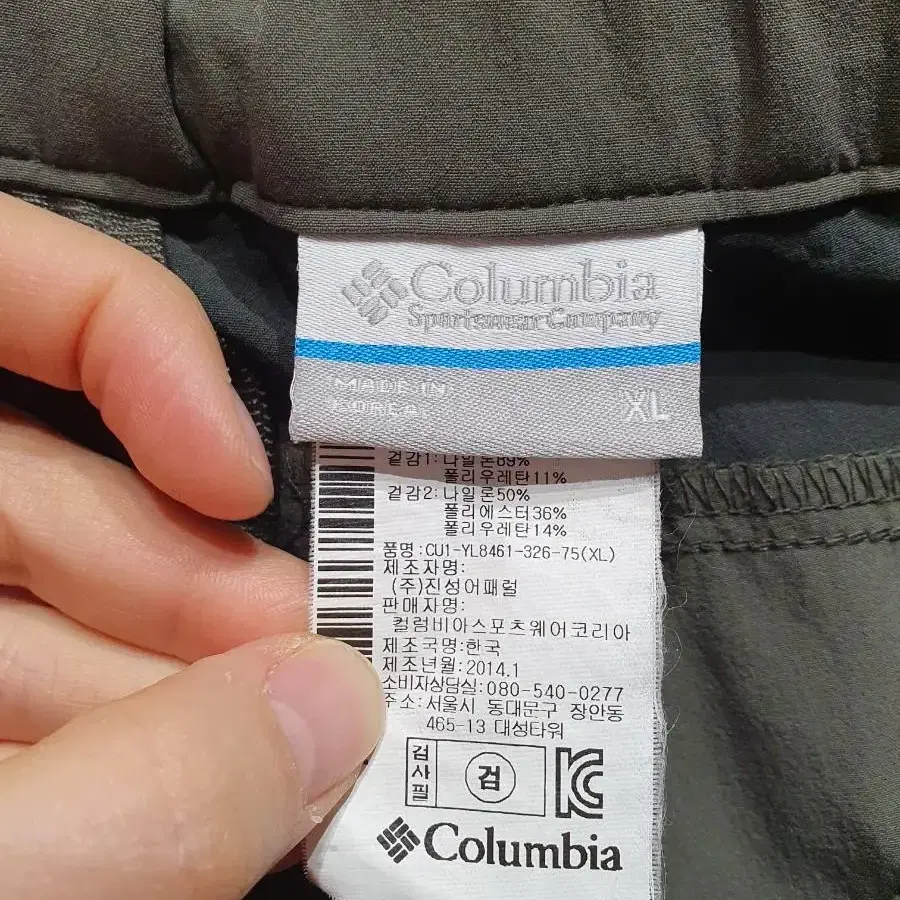 Columbia
Sportswear Company
MADE IN
KOREA
XL
겉감1: 나일론89%
폴리우레탄11%
겉감2: 나일론50%
폴리에스터36%
폴리우레탄14%
품명:CU1-YL8461-326-75(XL)
제조자명:
(주)진성어패럴
판매자명:
컬럼비아스포츠웨어코리아
제조국명:한국
제조년월:2014.1
소비자상담실:080-540-0277
주소:서울시 동대문구 장안동
465-13 대성타워
검사필
검
KC
Columbia